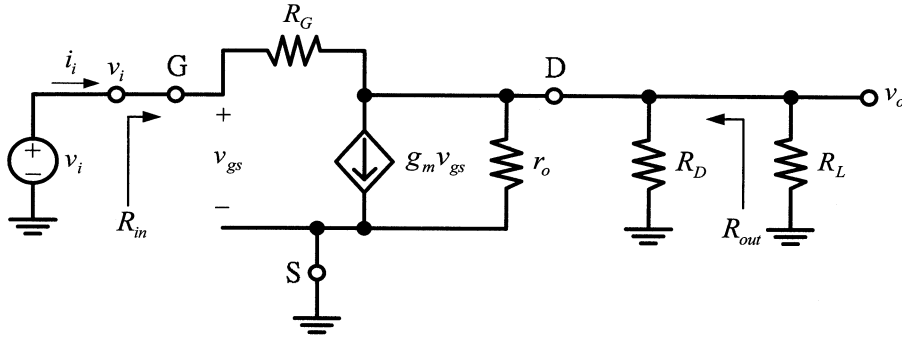 R_G
i_i
v_i
G
D
v_o
+
−
v_i
+
v_gs
−
g_m v_gs
r_o
R_D
R_L
R_in
R_out
S